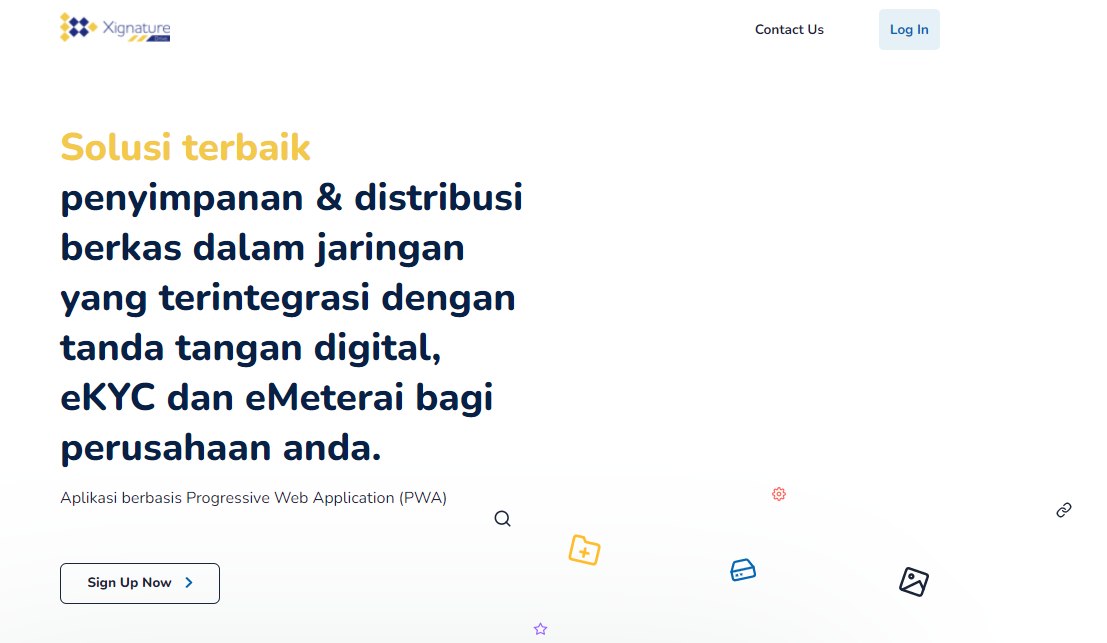 Xignature
Contact Us
Log In
Solusi terbaik
penyimpanan & distribusi
berkas dalam jaringan
yang terintegrasi dengan
tanda tangan digital,
eKYC dan eMeterai bagi
perusahaan anda.
Aplikasi berbasis Progressive Web Application (PWA)
Sign Up Now